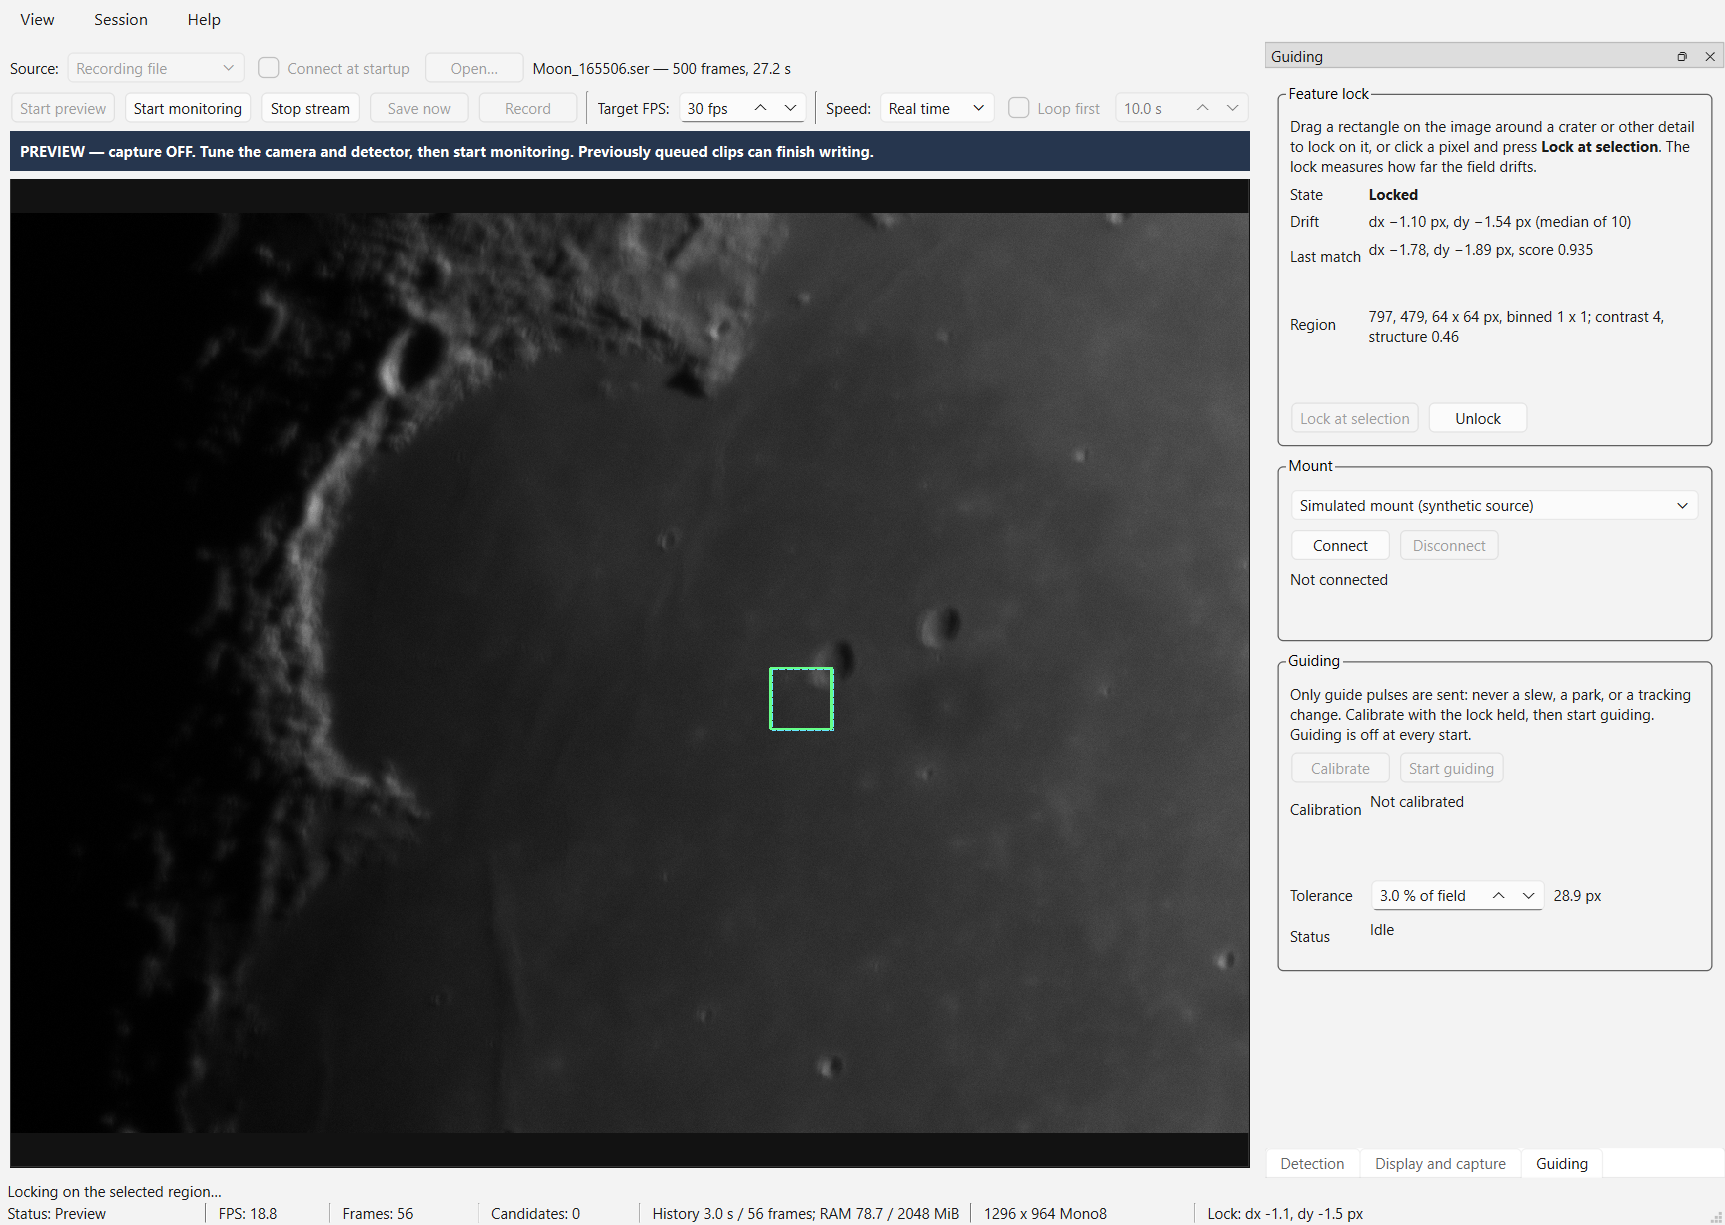 View Session Help
Source: Recording file Connect at startup Open... Moon_165506.ser — 500 frames, 27.2 s
Start preview Start monitoring Stop stream Save now Record Target FPS: 30 fps Speed: Real time Loop first 10.0 s
PREVIEW — capture OFF. Tune the camera and detector, then start monitoring. Previously queued clips can finish writing.
Guiding
Feature lock
Drag a rectangle on the image around a crater or other detail
to lock on it, or click a pixel and press Lock at selection. The
lock measures how far the field drifts.
State Locked
Drift dx −1.10 px, dy −1.54 px (median of 10)
Last match dx −1.78, dy −1.89 px, score 0.935
Region 797, 479, 64 x 64 px, binned 1 x 1; contrast 4,
structure 0.46
Lock at selection Unlock
Mount
Simulated mount (synthetic source)
Connect Disconnect
Not connected
Guiding
Only guide pulses are sent: never a slew, a park, or a tracking
change. Calibrate with the lock held, then start guiding.
Guiding is off at every start.
Calibrate Start guiding
Calibration Not calibrated
Tolerance 3.0 % of field 28.9 px
Status Idle
Detection Display and capture Guiding
Locking on the selected region...
Status: Preview FPS: 18.8 Frames: 56 Candidates: 0 History 3.0 s / 56 frames; RAM 78.7 / 2048 MiB 1296 x 964 Mono8 Lock: dx -1.1, dy -1.5 px